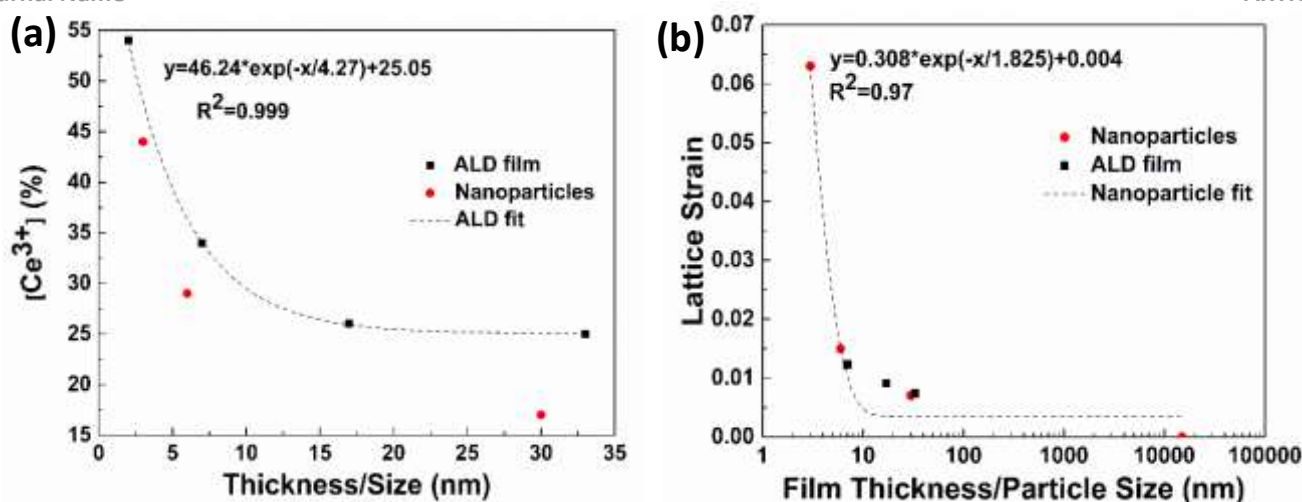 (a)
55
50
45
40
35
30
25
20
15
[Ce3+] (%)
y=46.24*exp(-x/4.27)+25.05
R2=0.999
ALD film
Nanoparticles
ALD fit
0 5 10 15 20 25 30 35
Thickness/Size (nm)
(b)
0.07
0.06
0.05
0.04
0.03
0.02
0.01
0.00
Lattice Strain
y=0.308*exp(-x/1.825)+0.004
R2=0.97
Nanoparticles
ALD film
Nanoparticle fit
1 10 100 1000 10000 100000
Film Thickness/Particle Size (nm)